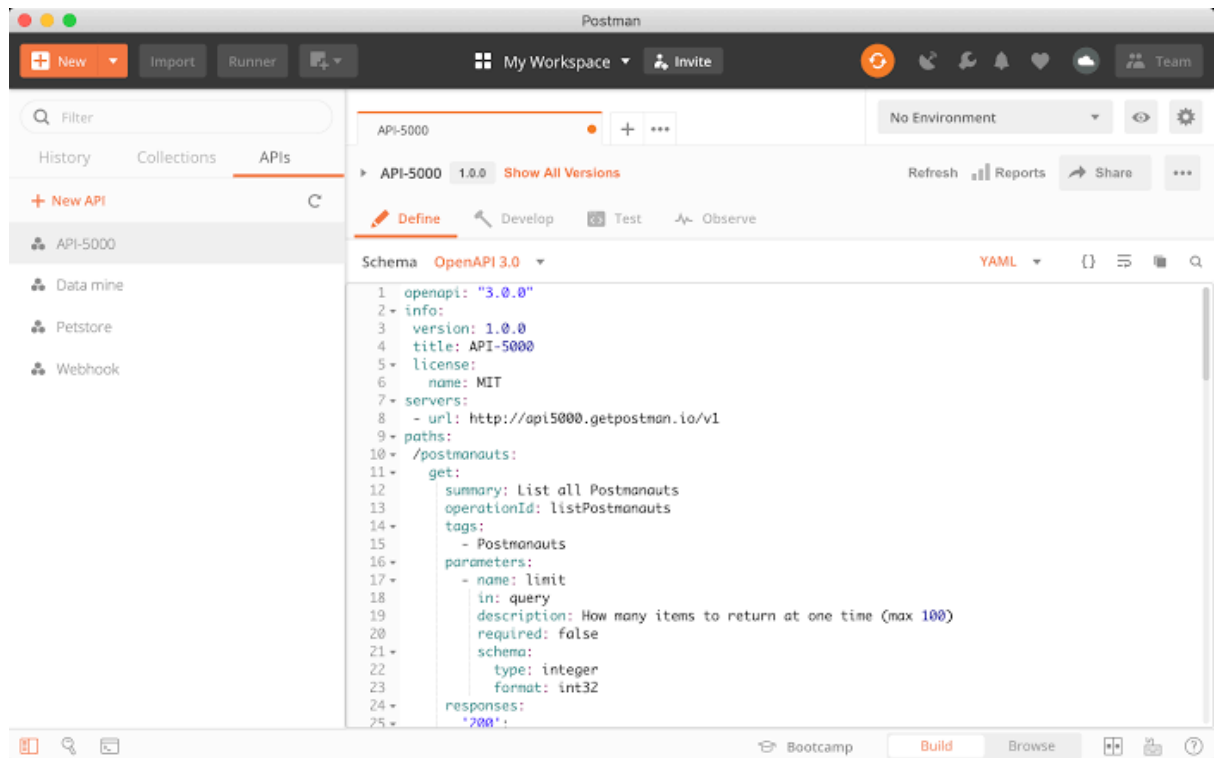 Postman
New
Import
Runner
My Workspace
Invite
Team
Filter
History Collections APIs
New API
API-5000
Data mine
Petstore
Webhook
API-5000
No Environment
API-5000 1.0.0 Show All Versions
Refresh Reports Share
Define Develop Test Observe
Schema OpenAPI 3.0
YAML {}
1 openapi: "3.0.0"
2 info:
3 version: 1.0.0
4 title: API-5000
5 license:
6 name: MIT
7 servers:
8 - url: http://api5000.getpostman.io/v1
9 paths:
10 /postmanauts:
11 get:
12 summary: List all Postmanauts
13 operationId: listPostmanauts
14 tags:
15 - Postmanauts
16 parameters:
17 - name: limit
18 in: query
19 description: How many items to return at one time (max 100)
20 required: false
21 schema:
22 type: integer
23 format: int32
24 responses:
25 '200':
Bootcamp
Build Browse